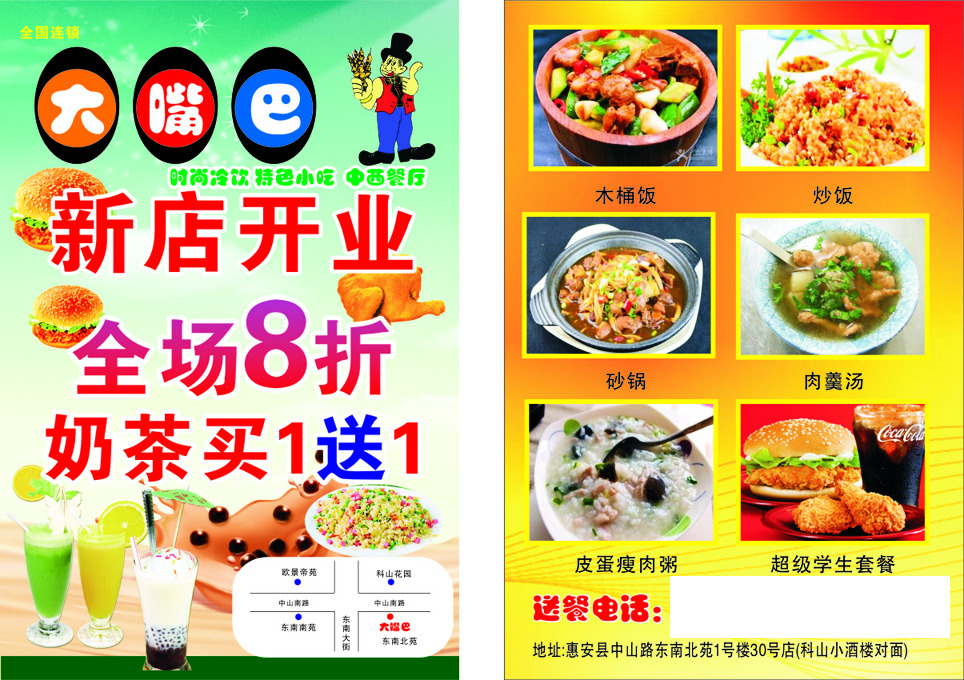 全国连锁
大嘴巴
时尚冷饮 特色小吃 中西餐厅
新店开业
全场8折
奶茶买1送1
欧景帝苑
科山花园
中山南路
中山南路
东南南苑
东南大街
大嘴巴
东南北苑
木桶饭
炒饭
砂锅
肉羹汤
Coca-Cola
皮蛋瘦肉粥
超级学生套餐
送餐电话:
地址:惠安县中山路东南北苑1号楼30号店(科山小酒楼对面)